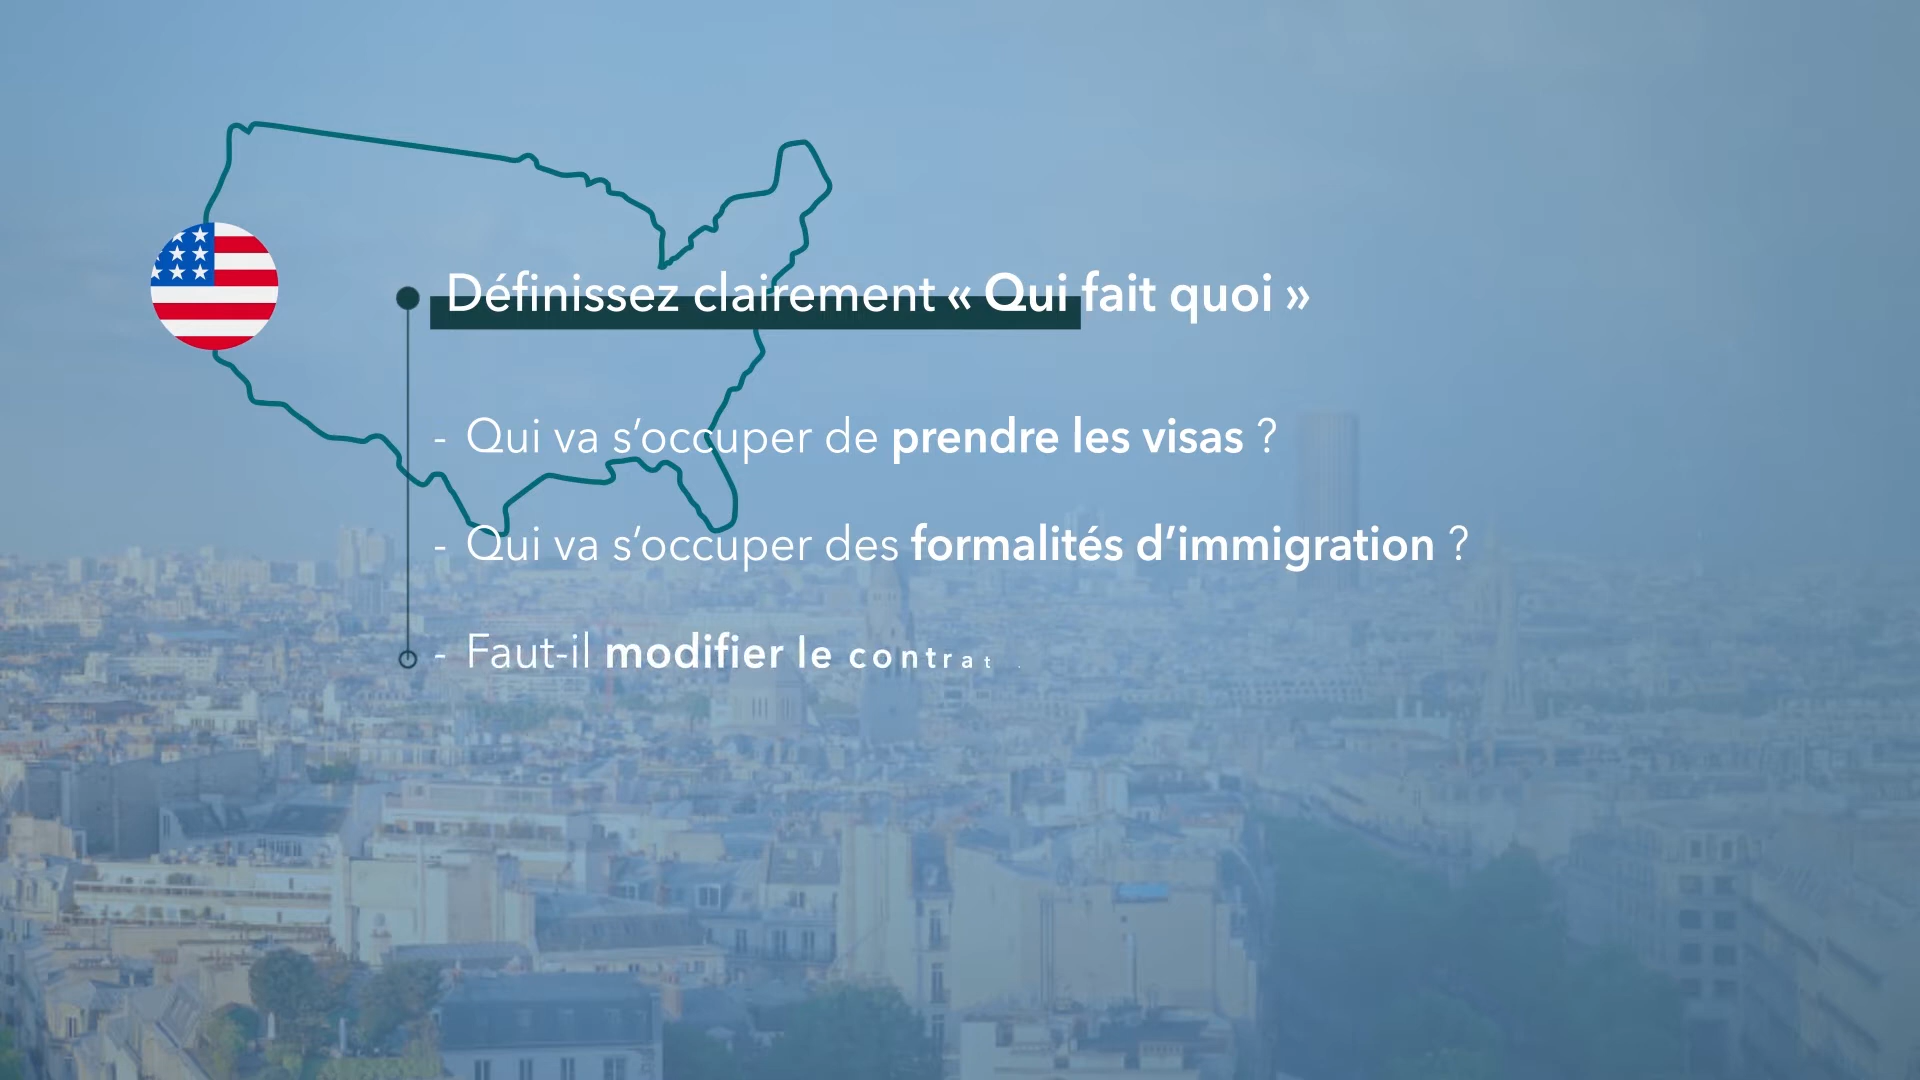 Définissez clairement « Qui fait quoi »
- Qui va s’occuper de prendre les visas ?
- Qui va s’occuper des formalités d’immigration ?
- Faut-il modifier le contrat